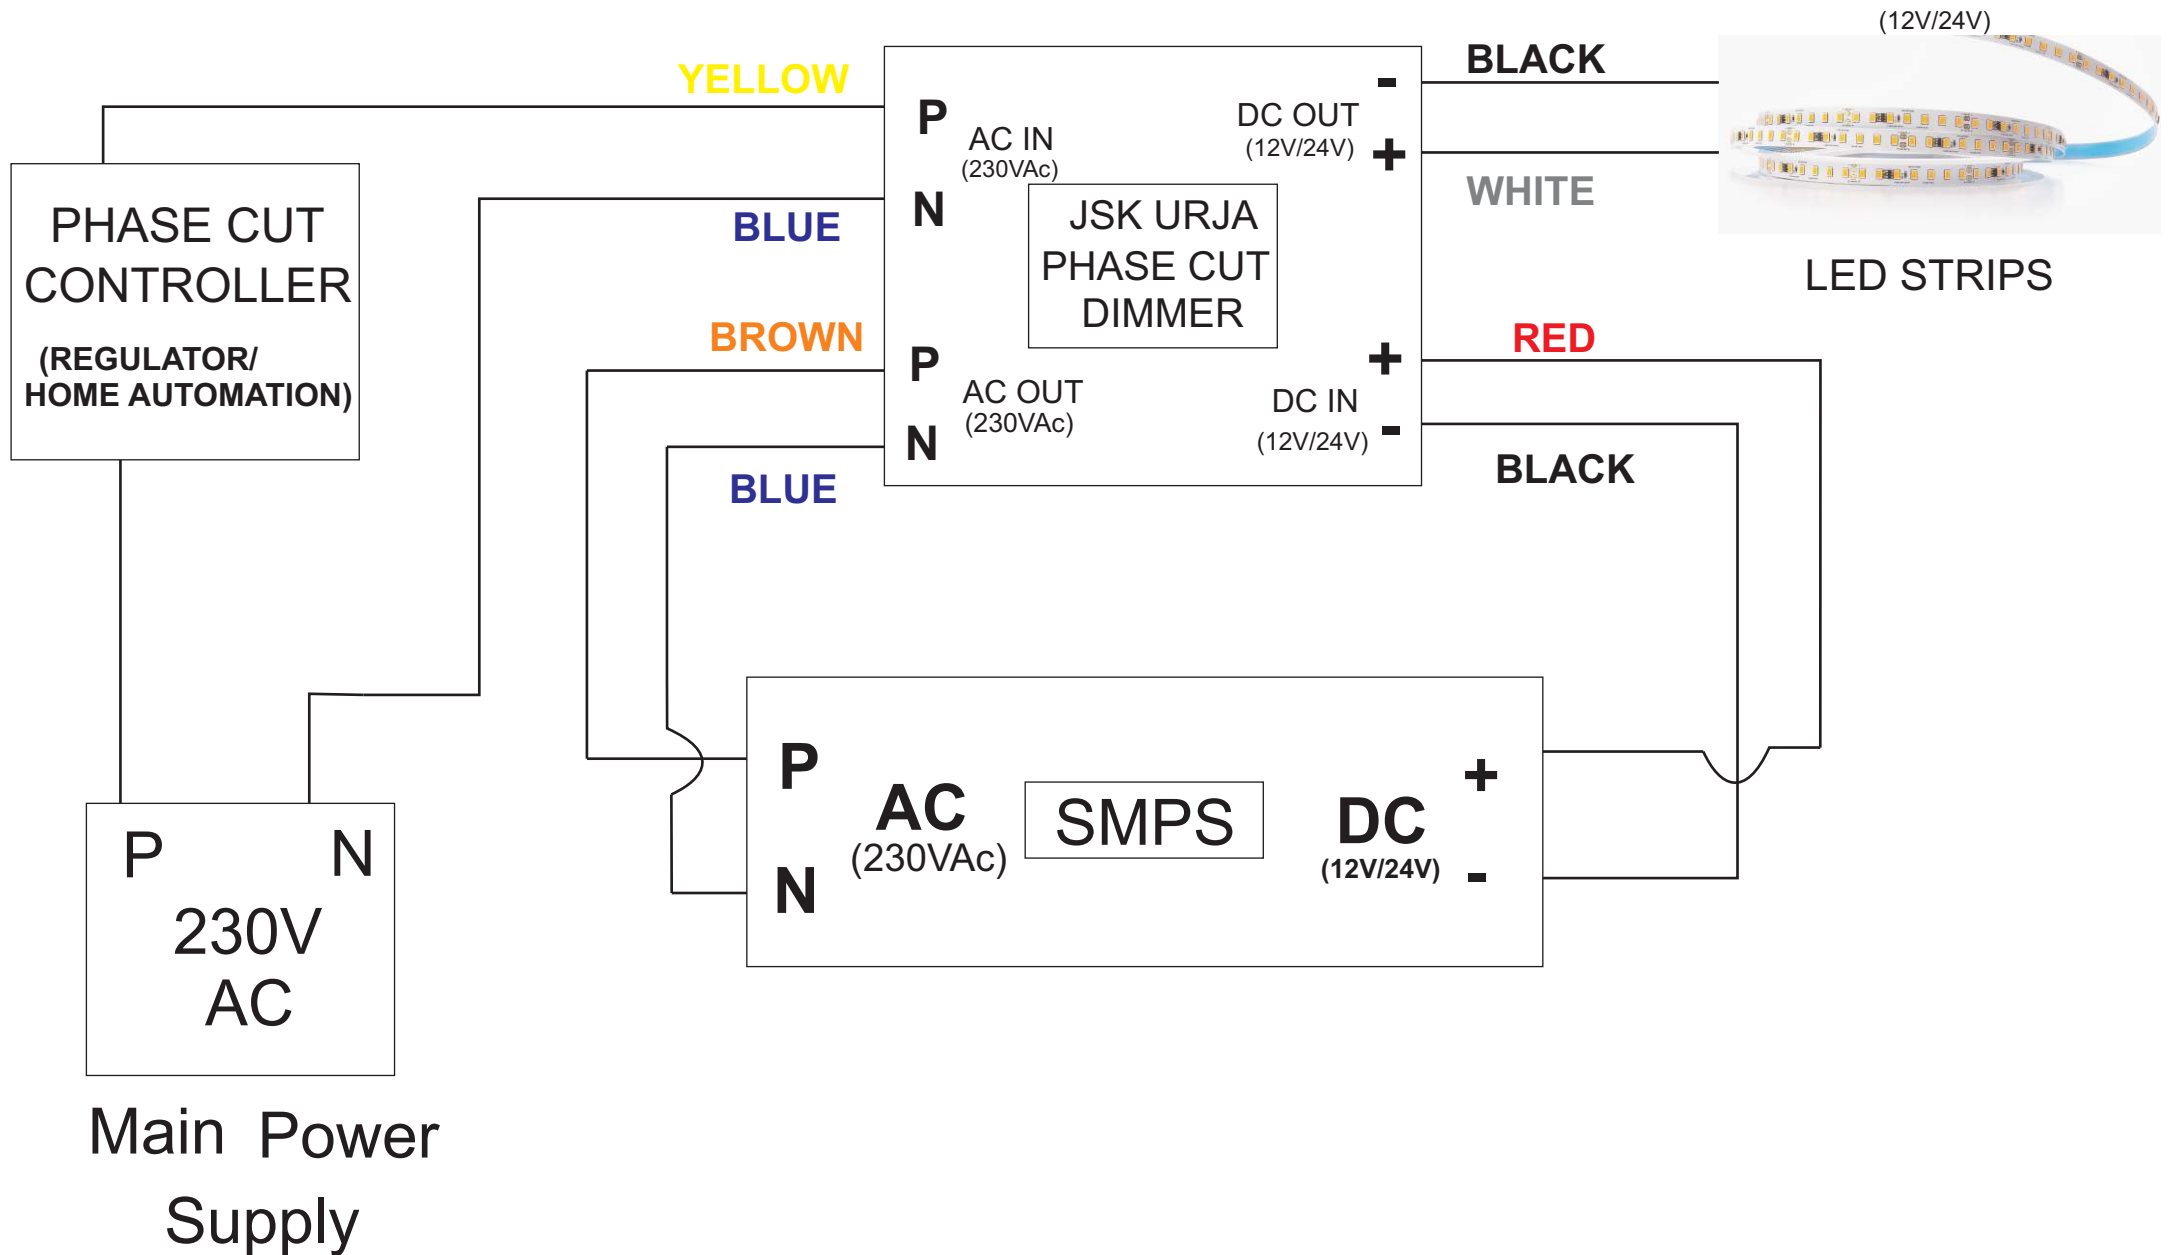 (12V/24V)
YELLOW
BLACK
P
AC IN
(230VAc)
-
DC OUT
(12V/24V)
+
N
BLUE
WHITE
JSK URJA
PHASE CUT
DIMMER
LED STRIPS
PHASE CUT
CONTROLLER
(REGULATOR/
HOME AUTOMATION)
BROWN
P
AC OUT
(230VAc)
N
BLUE
+
RED
DC IN
(12V/24V)
-
BLACK
P
AC
(230VAc)
N
SMPS
+
DC
(12V/24V)
-
P N
230V
AC
Main Power
Supply